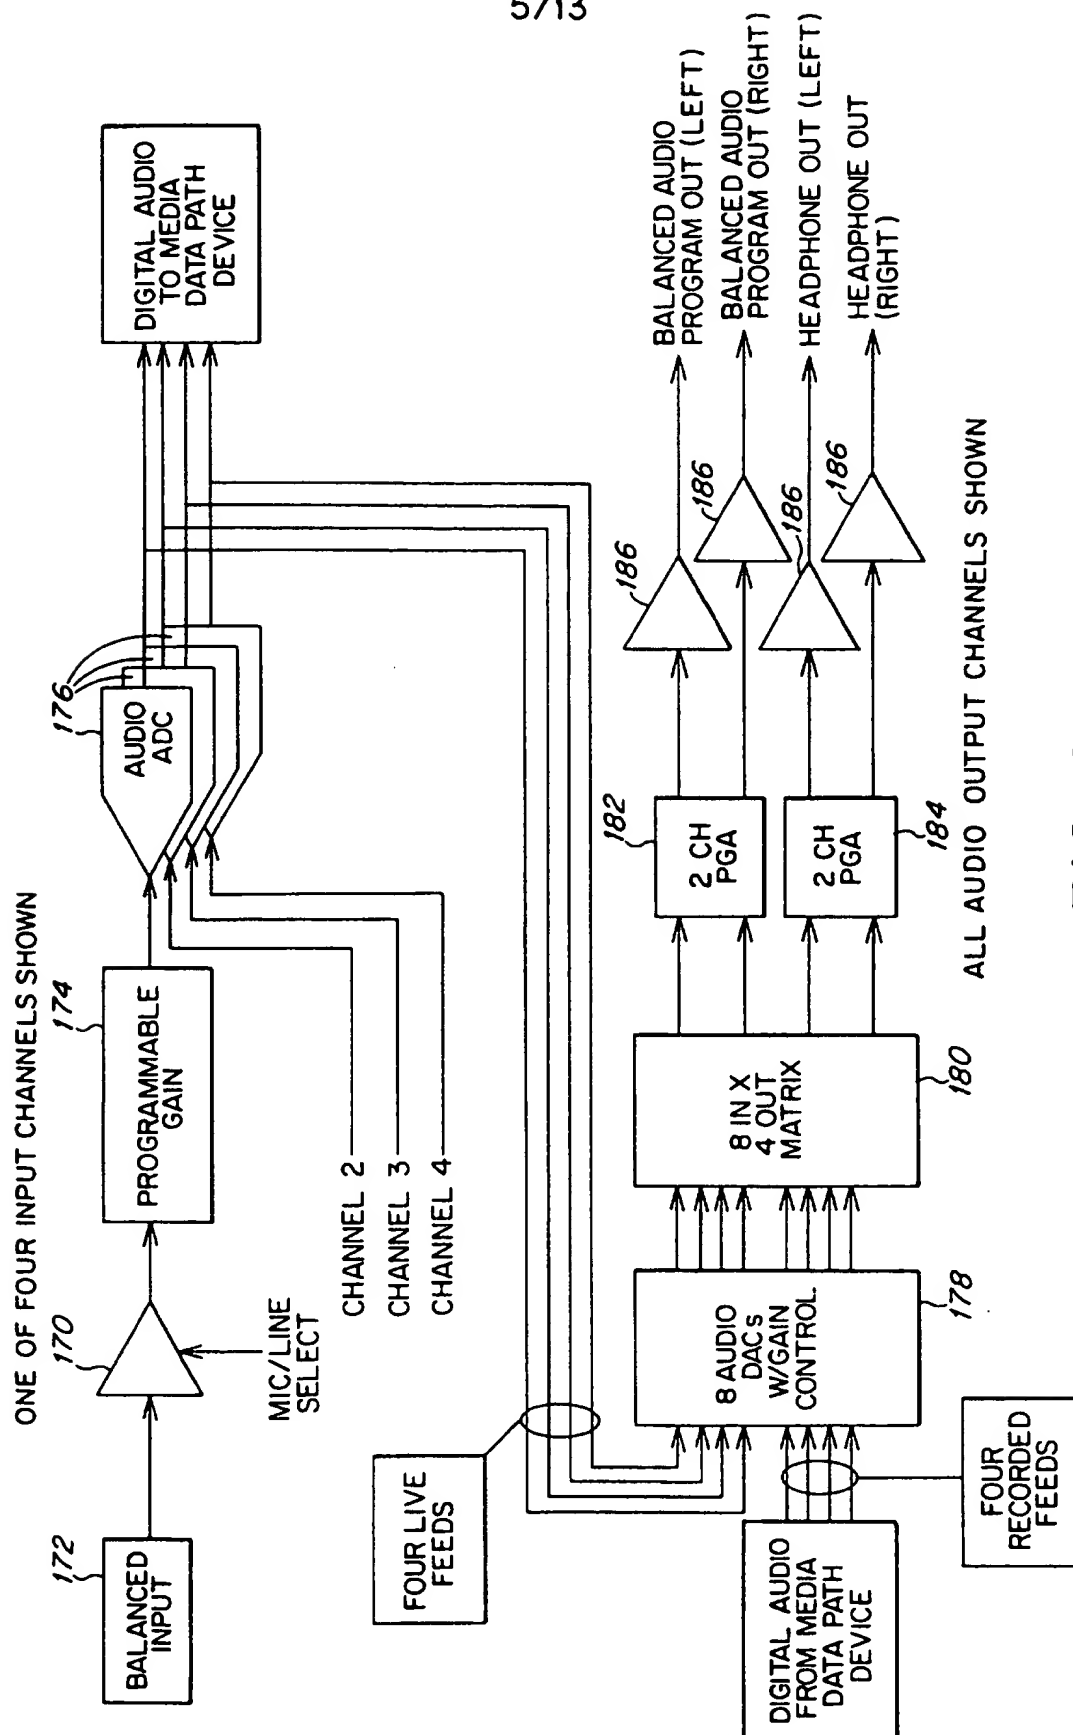 5/13
ONE OF FOUR INPUT CHANNELS SHOWN
172
BALANCED
INPUT
170
MIC/LINE
SELECT
174
PROGRAMMABLE
GAIN
CHANNEL 2
CHANNEL 3
CHANNEL 4
176
AUDIO
ADC
DIGITAL AUDIO
TO MEDIA
DATA PATH
DEVICE
FOUR LIVE
FEEDS
DIGITAL AUDIO
FROM MEDIA
DATA PATH
DEVICE
FOUR
RECORDED
FEEDS
8 AUDIO
DACs
W/GAIN
CONTROL
178
8 IN X
4 OUT
MATRIX
180
182
2 CH
PGA
2 CH
PGA
184
186
186
186
186
BALANCED AUDIO
PROGRAM OUT (LEFT)
BALANCED AUDIO
PROGRAM OUT (RIGHT)
HEADPHONE OUT (LEFT)
HEADPHONE OUT
(RIGHT)
ALL AUDIO OUTPUT CHANNELS SHOWN